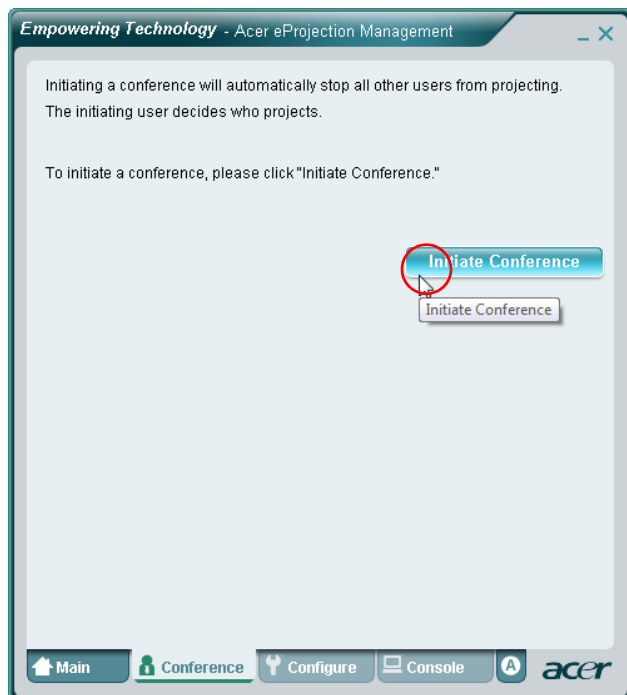 Empowering Technology - Acer eProjection Management
Initiating a conference will automatically stop all other users from projecting.
The initiating user decides who projects.
To initiate a conference, please click "Initiate Conference."
Initiate Conference
Initiate Conference
Main Conference Configure Console A acer